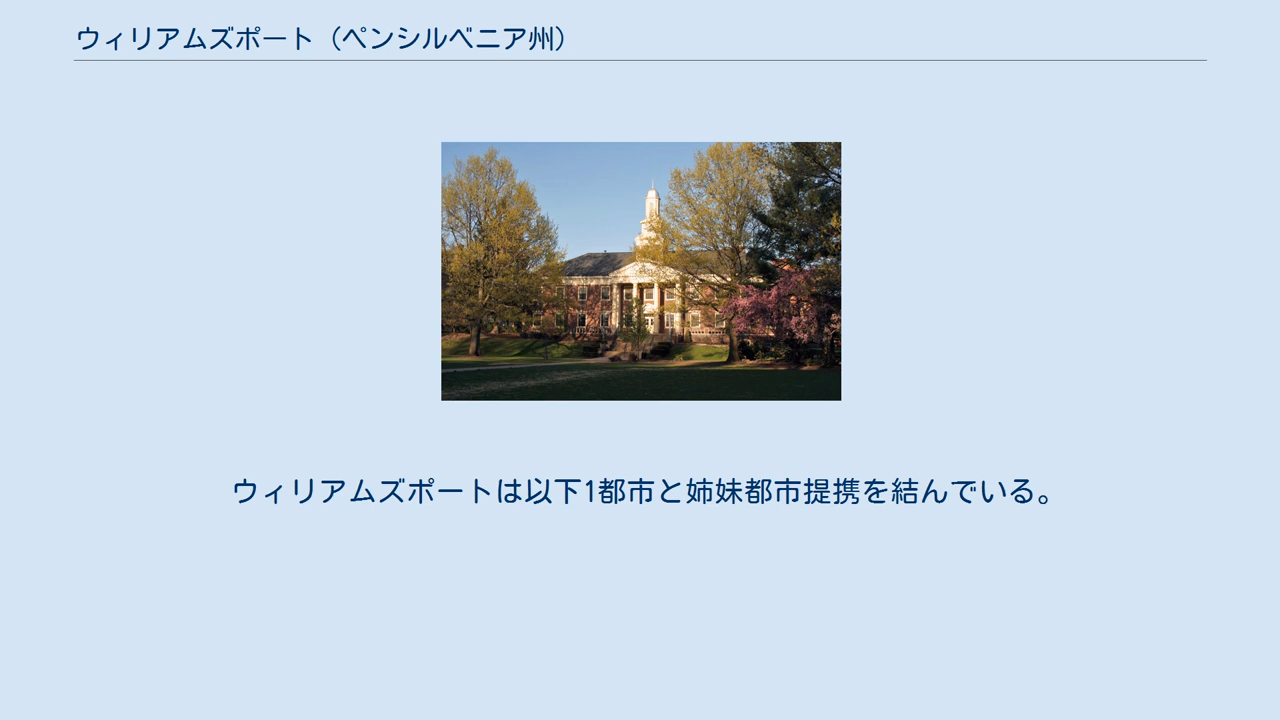 ウィリアムズポート（ペンシルベニア州）
ウィリアムズポートは以下1都市と姉妹都市提携を結んでいる。